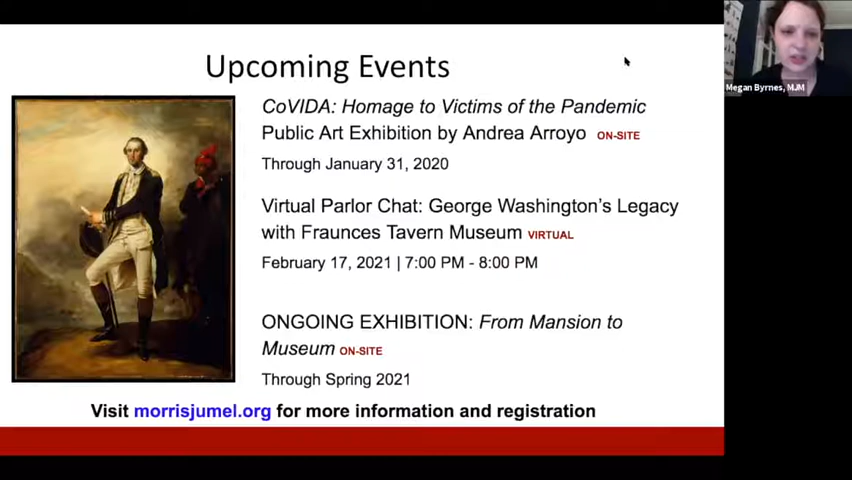 Upcoming Events
CoVIDA: Homage to Victims of the Pandemic
Public Art Exhibition by Andrea Arroyo ON-SITE
Through January 31, 2020
Virtual Parlor Chat: George Washington's Legacy
with Fraunces Tavern Museum VIRTUAL
February 17, 2021 | 7:00 PM - 8:00 PM
ONGOING EXHIBITION: From Mansion to
Museum ON-SITE
Through Spring 2021
Visit morrisjumel.org for more information and registration
Megan Byrnes, MJM